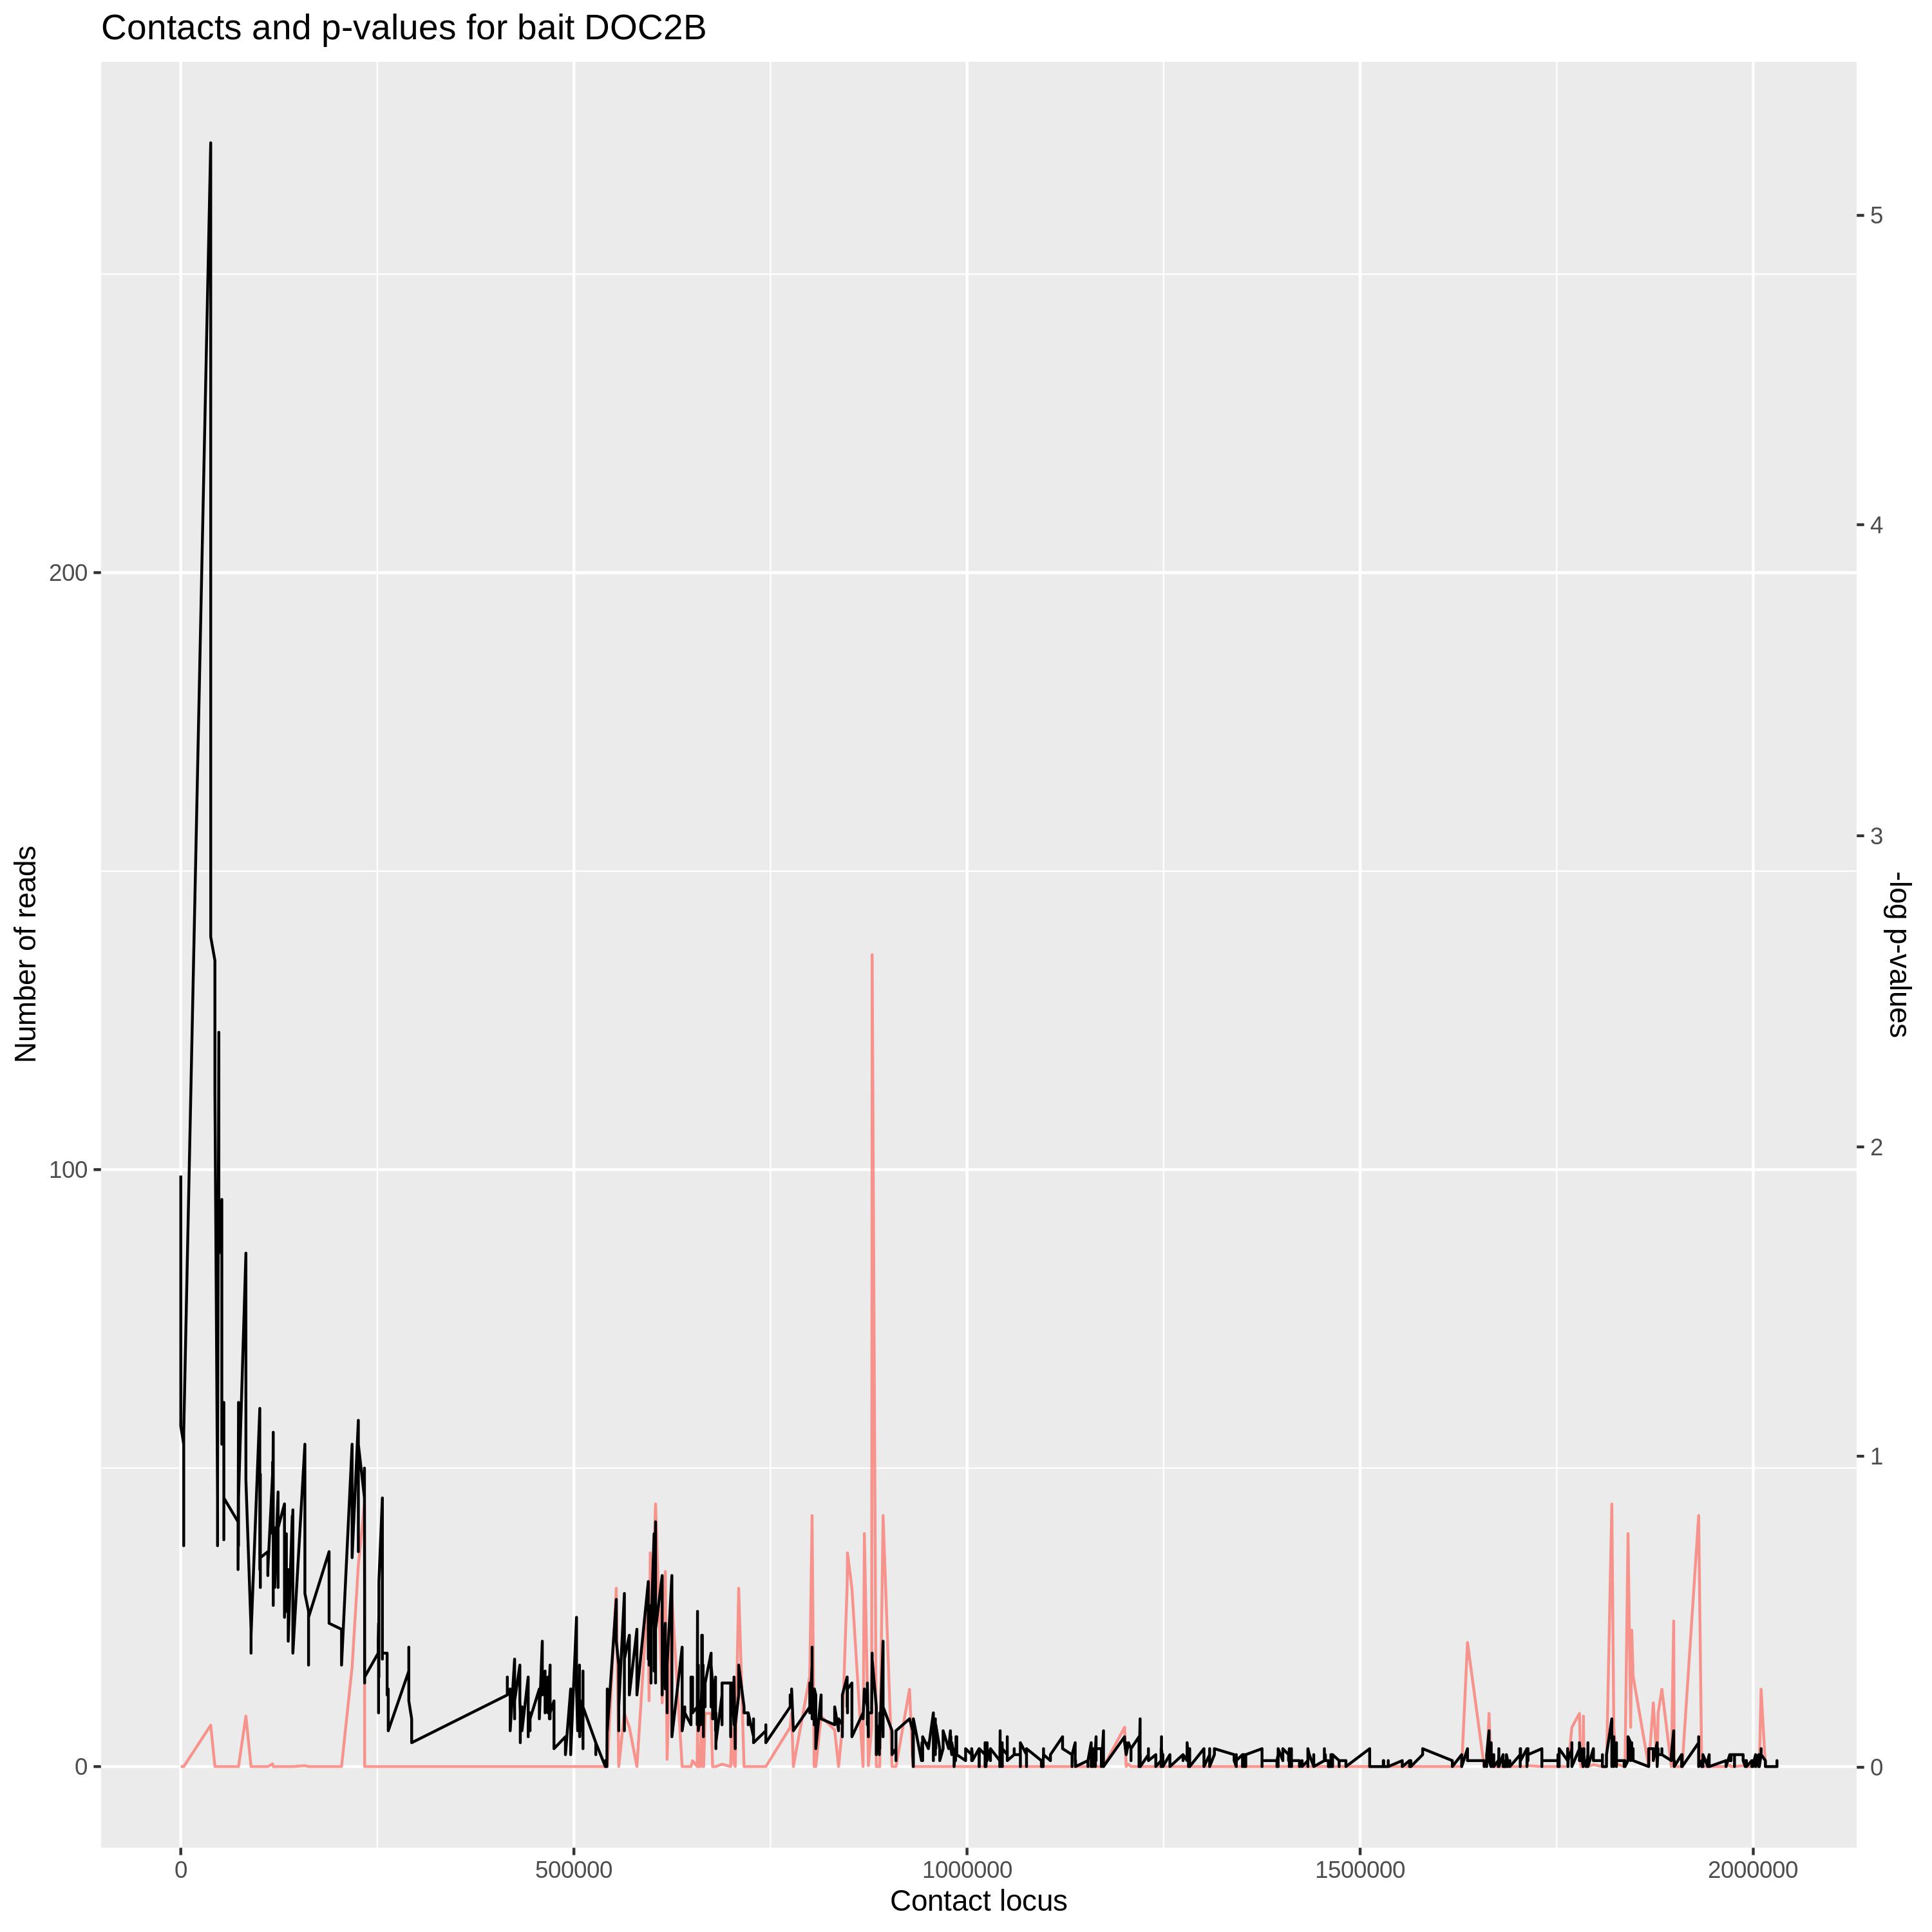 Contacts and p-values for bait DOC2B
Number of reads
200
100
0
5
4
3
2
1
0
-log p-values
0 500000 1000000 1500000 2000000
Contact locus